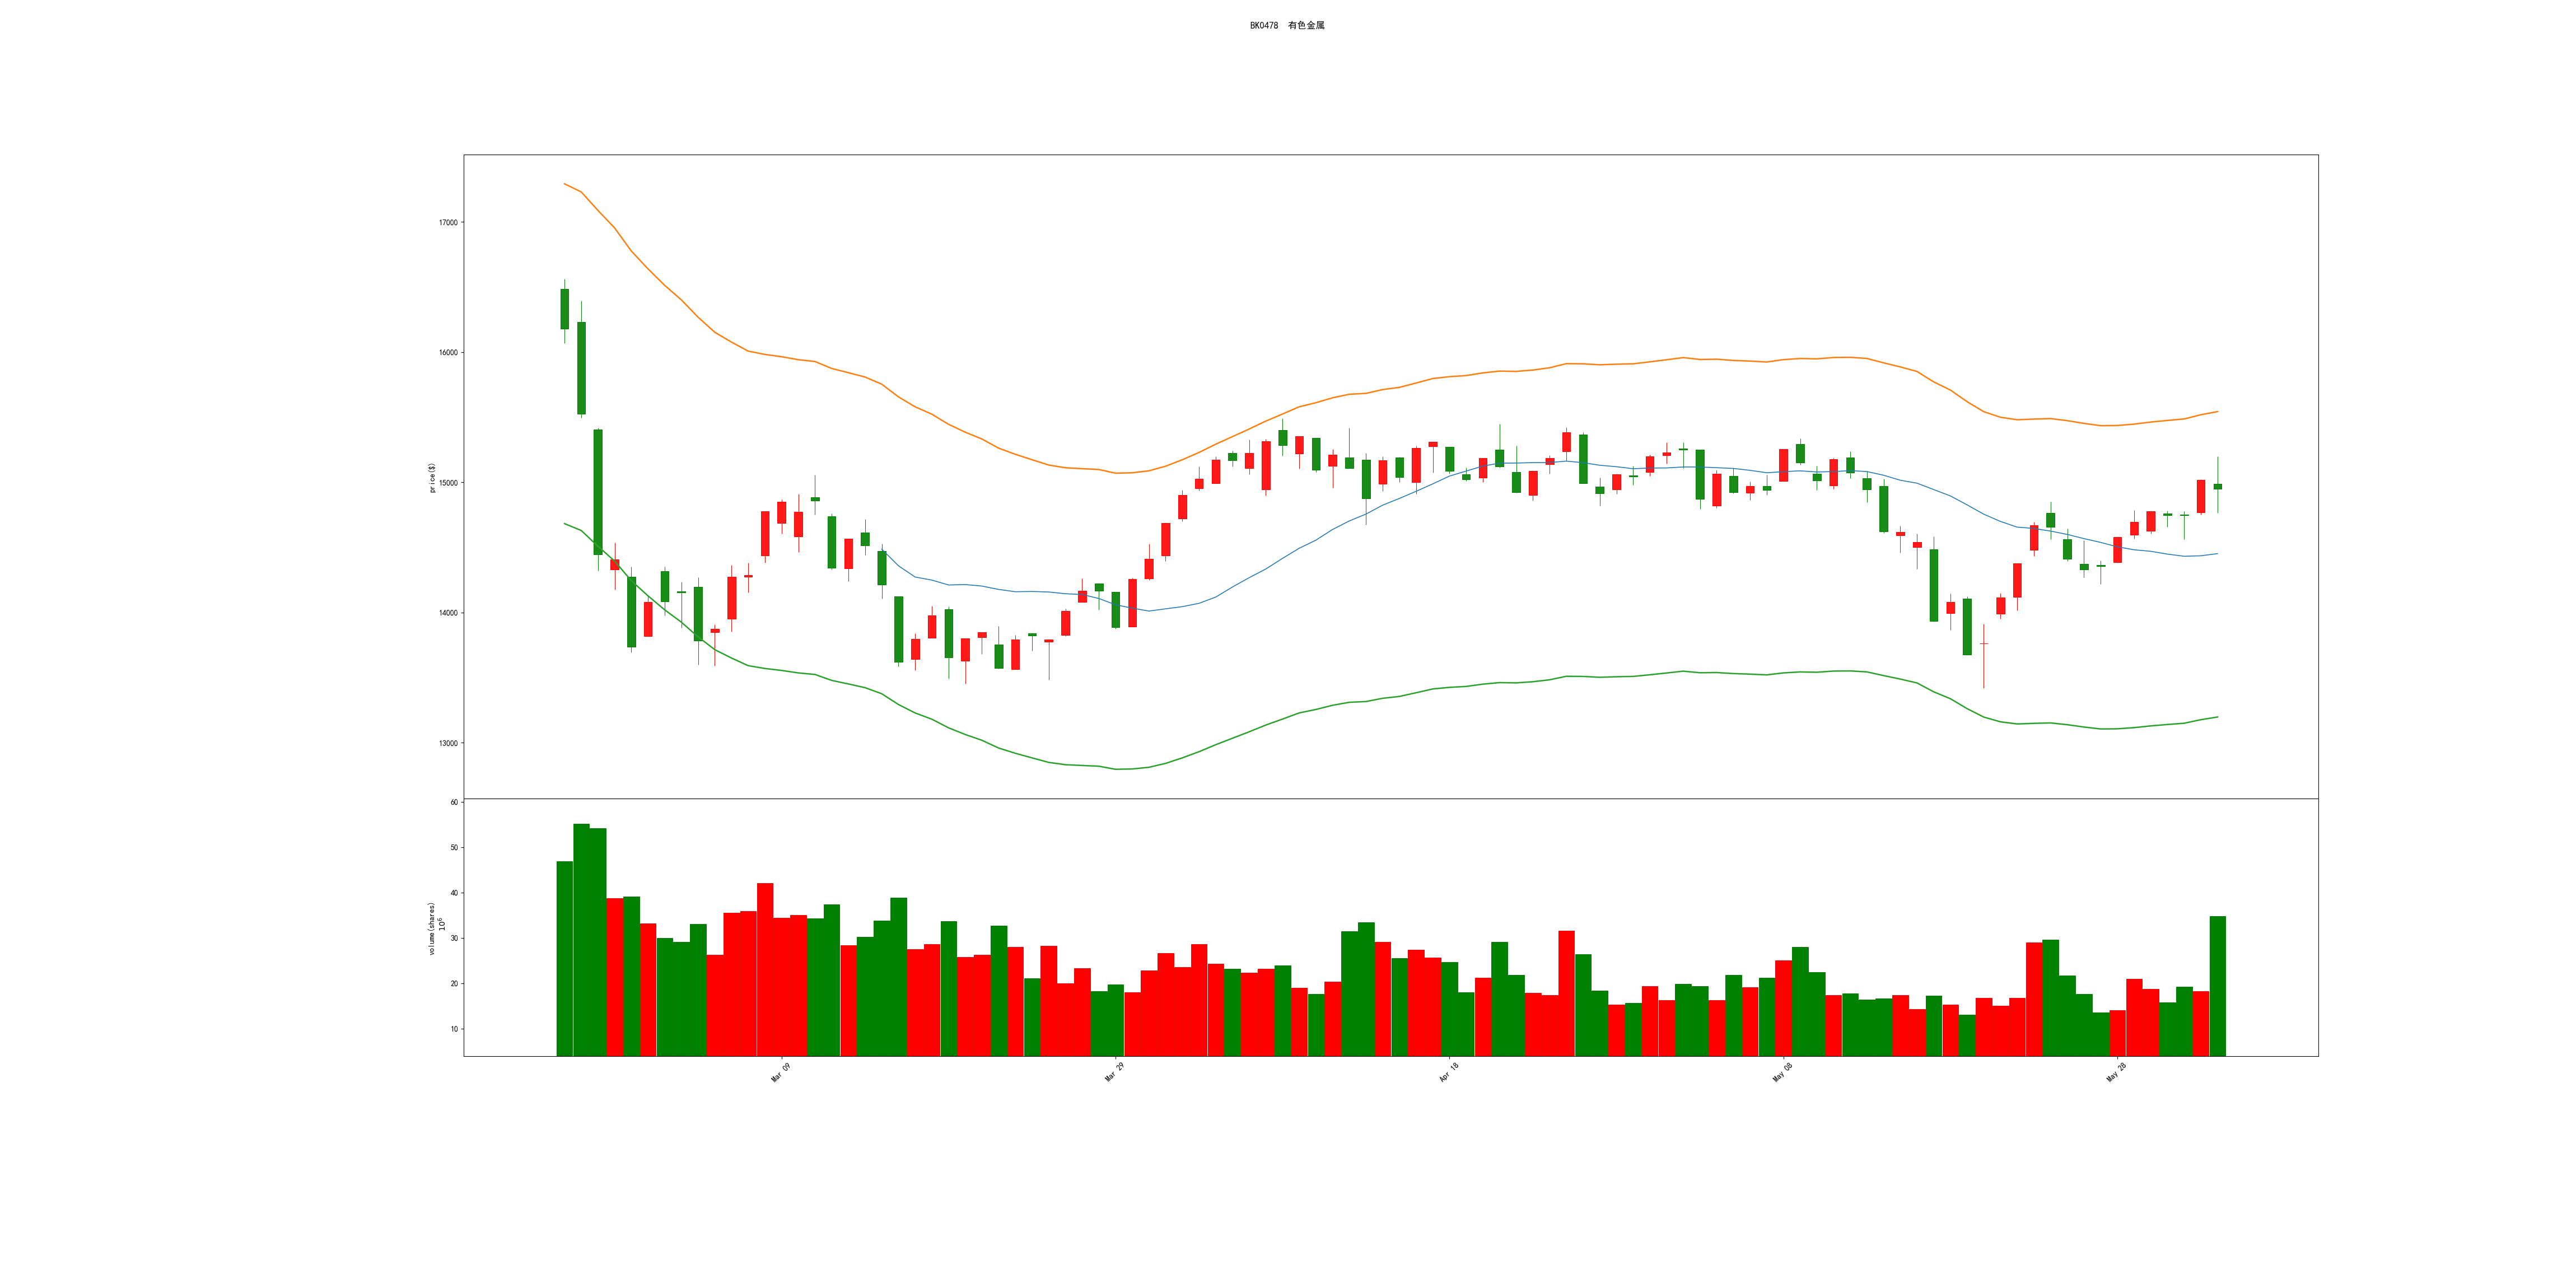 BK0478 有色金属
17000
16000
15000
14000
13000
price($)
60
50
40
30
20
10
volume(shares)
10^6
Mar 09
Mar 29
Apr 18
May 08
May 28